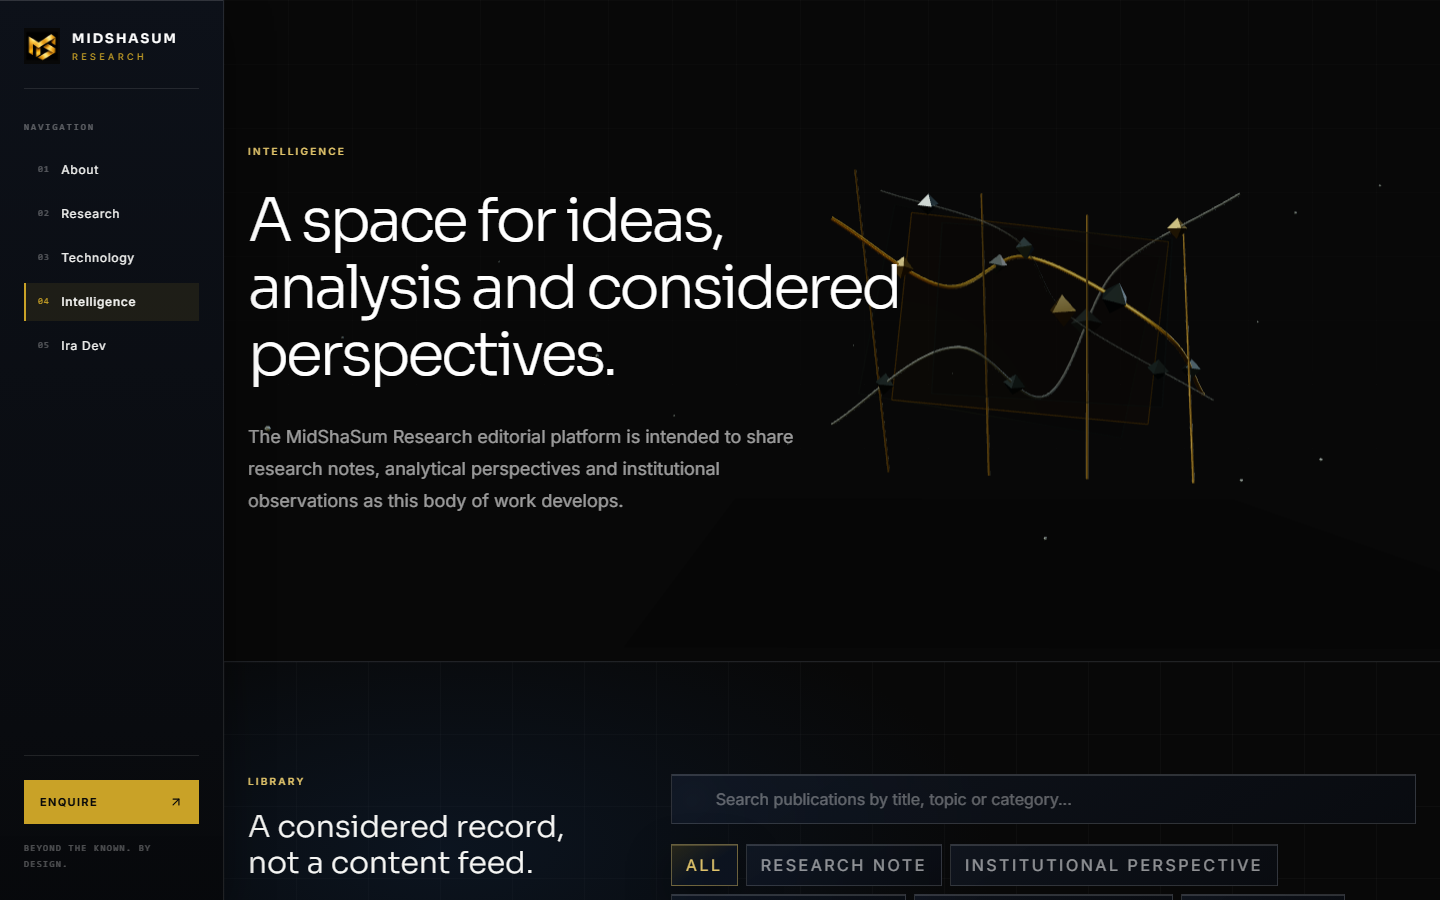 MIDSHASUM
RESEARCH
NAVIGATION
01 About
02 Research
03 Technology
04 Intelligence
05 Ira Dev
ENQUIRE
BEYOND THE KNOWN. BY
DESIGN.
INTELLIGENCE
A space for ideas,
analysis and considered
perspectives.
The MidShaSum Research editorial platform is intended to share
research notes, analytical perspectives and institutional
observations as this body of work develops.
LIBRARY
A considered record,
not a content feed.
Search publications by title, topic or category...
ALL
RESEARCH NOTE
INSTITUTIONAL PERSPECTIVE